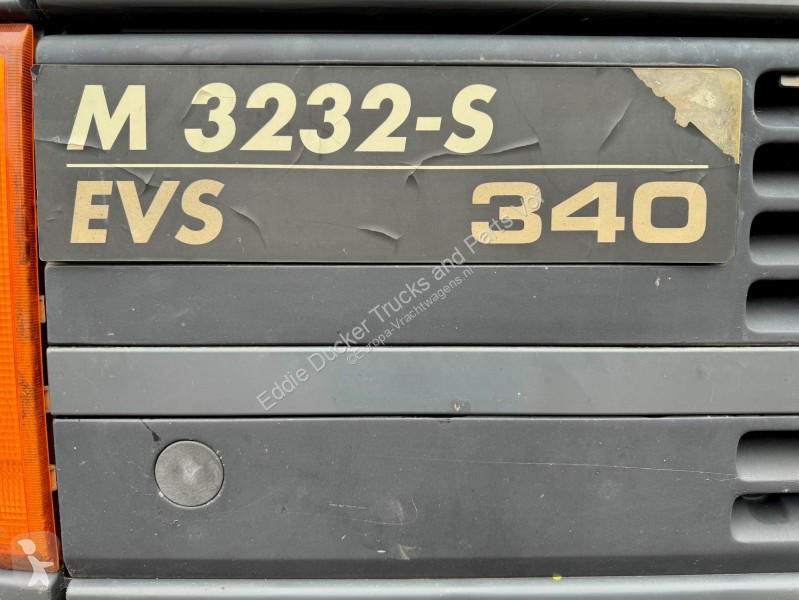 M 3232-S
EVS 340
Eddie Ducker Trucks and Parts Vof
©Europa-Vrachtwagens.nl